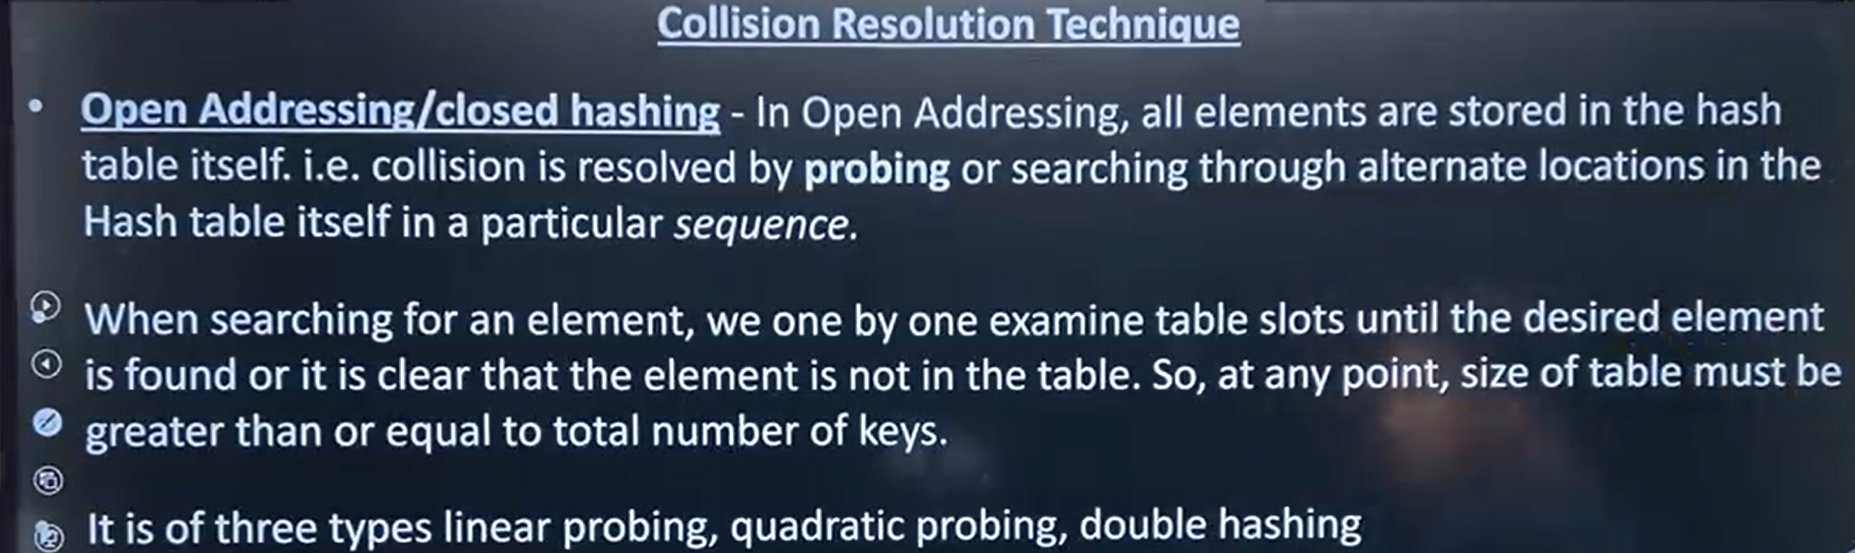 Collision Resolution Technique
• Open Addressing/closed hashing - In Open Addressing, all elements are stored in the hash
table itself. i.e. collision is resolved by probing or searching through alternate locations in the
Hash table itself in a particular sequence.
When searching for an element, we one by one examine table slots until the desired element
is found or it is clear that the element is not in the table. So, at any point, size of table must be
greater than or equal to total number of keys.
It is of three types linear probing, quadratic probing, double hashing